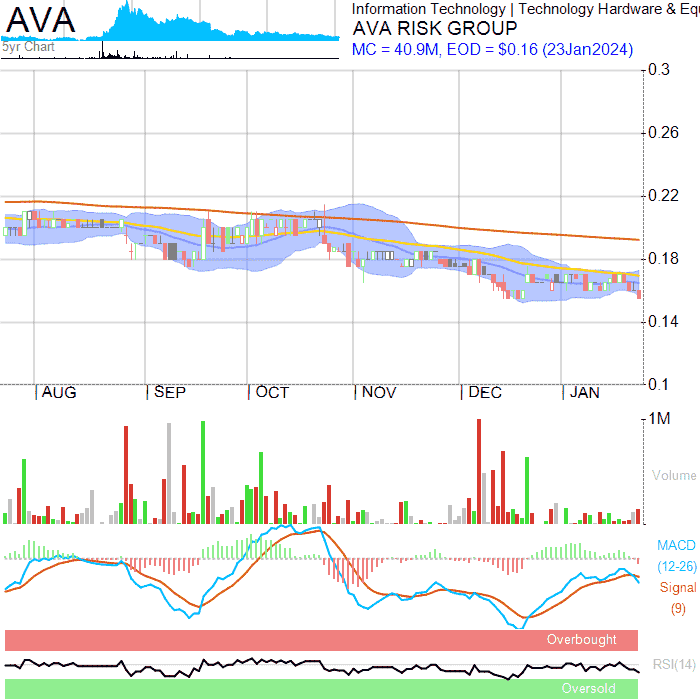 AVA
5yr Chart
Information Technology | Technology Hardware & Equ
AVA RISK GROUP
MC = 40.9M, EOD = $0.16 (23Jan2024)
0.3
0.26
0.22
0.18
0.14
0.1
AUG SEP OCT NOV DEC JAN
1M
Volume
MACD
(12-26)
Signal
(9)
Overbought
RSI(14)
Oversold